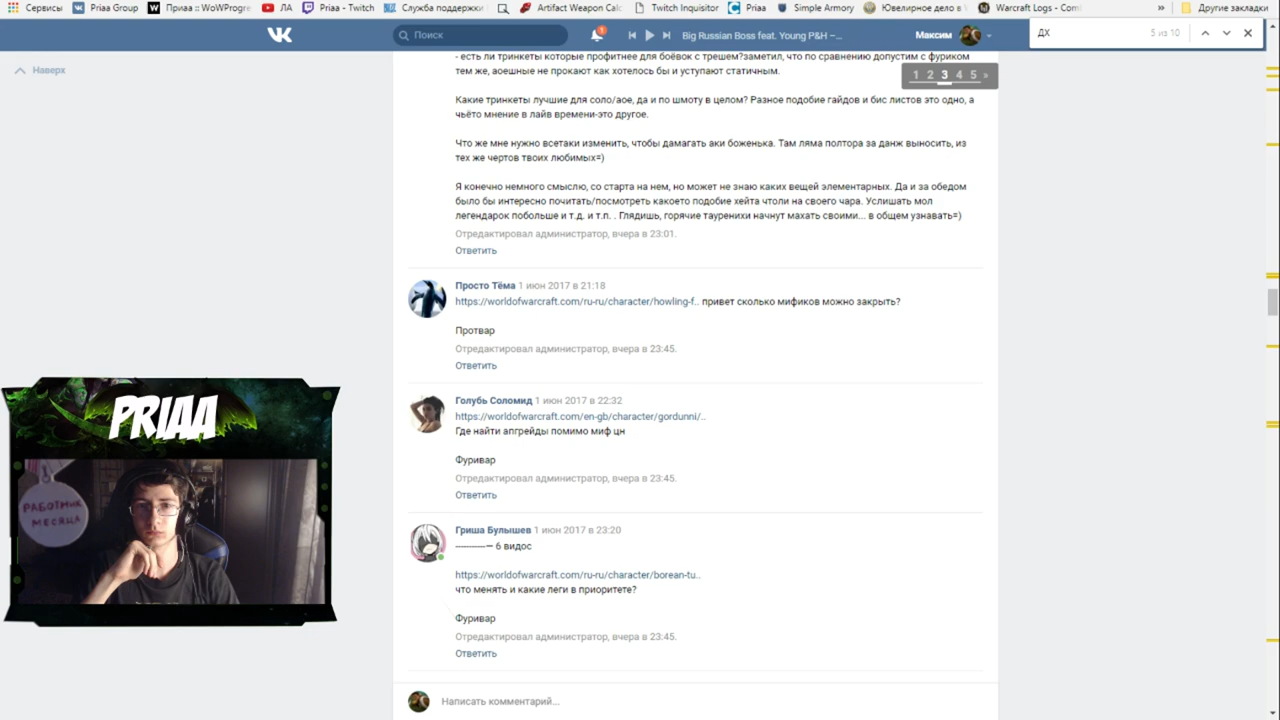 Сервисы
Priaa Group
Приаа :: WoWProgre
ЛА
Priaa - Twitch
Служба поддержки
Artifact Weapon Calc
Twitch Inquisitor
Priaa
Simple Armory
Ювелирное дело в
Warcraft Logs - Com
»
Другие закладки
Поиск
1
Big Russian Boss feat. Young P&H –...
Максим
ДХ
5 из 10
Наверх
1 2 3 4 5 »
- есть ли тринкеты которые профитнее для боёвок с трешем?заметил, что по сравнению допустим с фуриком
тем же, аоешные не прокают как хотелось бы и уступают статичным.
Какие тринкеты лучшие для соло/аое, да и по шмоту в целом? Разное подобие гайдов и бис листов это одно, а
чьёто мнение в лайв времени-это другое.
Что же мне нужно всетаки изменить, чтобы дамагать аки боженька. Там ляма полтора за данж выносить, из
тех же чертов твоих любимых=)
Я конечно немного смыслю, со старта на нем, но может не знаю каких вещей элементарных. Да и за обедом
было бы интересно почитать/посмотреть какоето подобие хейта чтоли на своего чара. Услишать мол
легендарок побольше и т.д. и т.п. . Глядишь, горячие тауренихи начнут махать своими... в общем узнавать=)
Отредактировал администратор, вчера в 23:01.
Ответить
Просто Тёма 1 июн 2017 в 21:18
https://worldofwarcraft.com/ru-ru/character/howling-f.. привет сколько мификов можно закрыть?
Протвар
Отредактировал администратор, вчера в 23:45.
Ответить
Голубь Соломид 1 июн 2017 в 22:32
https://worldofwarcraft.com/en-gb/character/gordunni/..
Где найти апгрейды помимо миф цн
Фуривар
Отредактировал администратор, вчера в 23:45.
Ответить
Гриша Булышев 1 июн 2017 в 23:20
-----------— 6 видос
https://worldofwarcraft.com/ru-ru/character/borean-tu..
что менять и какие леги в приоритете?
Фуривар
Отредактировал администратор, вчера в 23:45.
Ответить
Написать комментарий...
PRIAA
РАБОТНИК
МЕСЯЦА